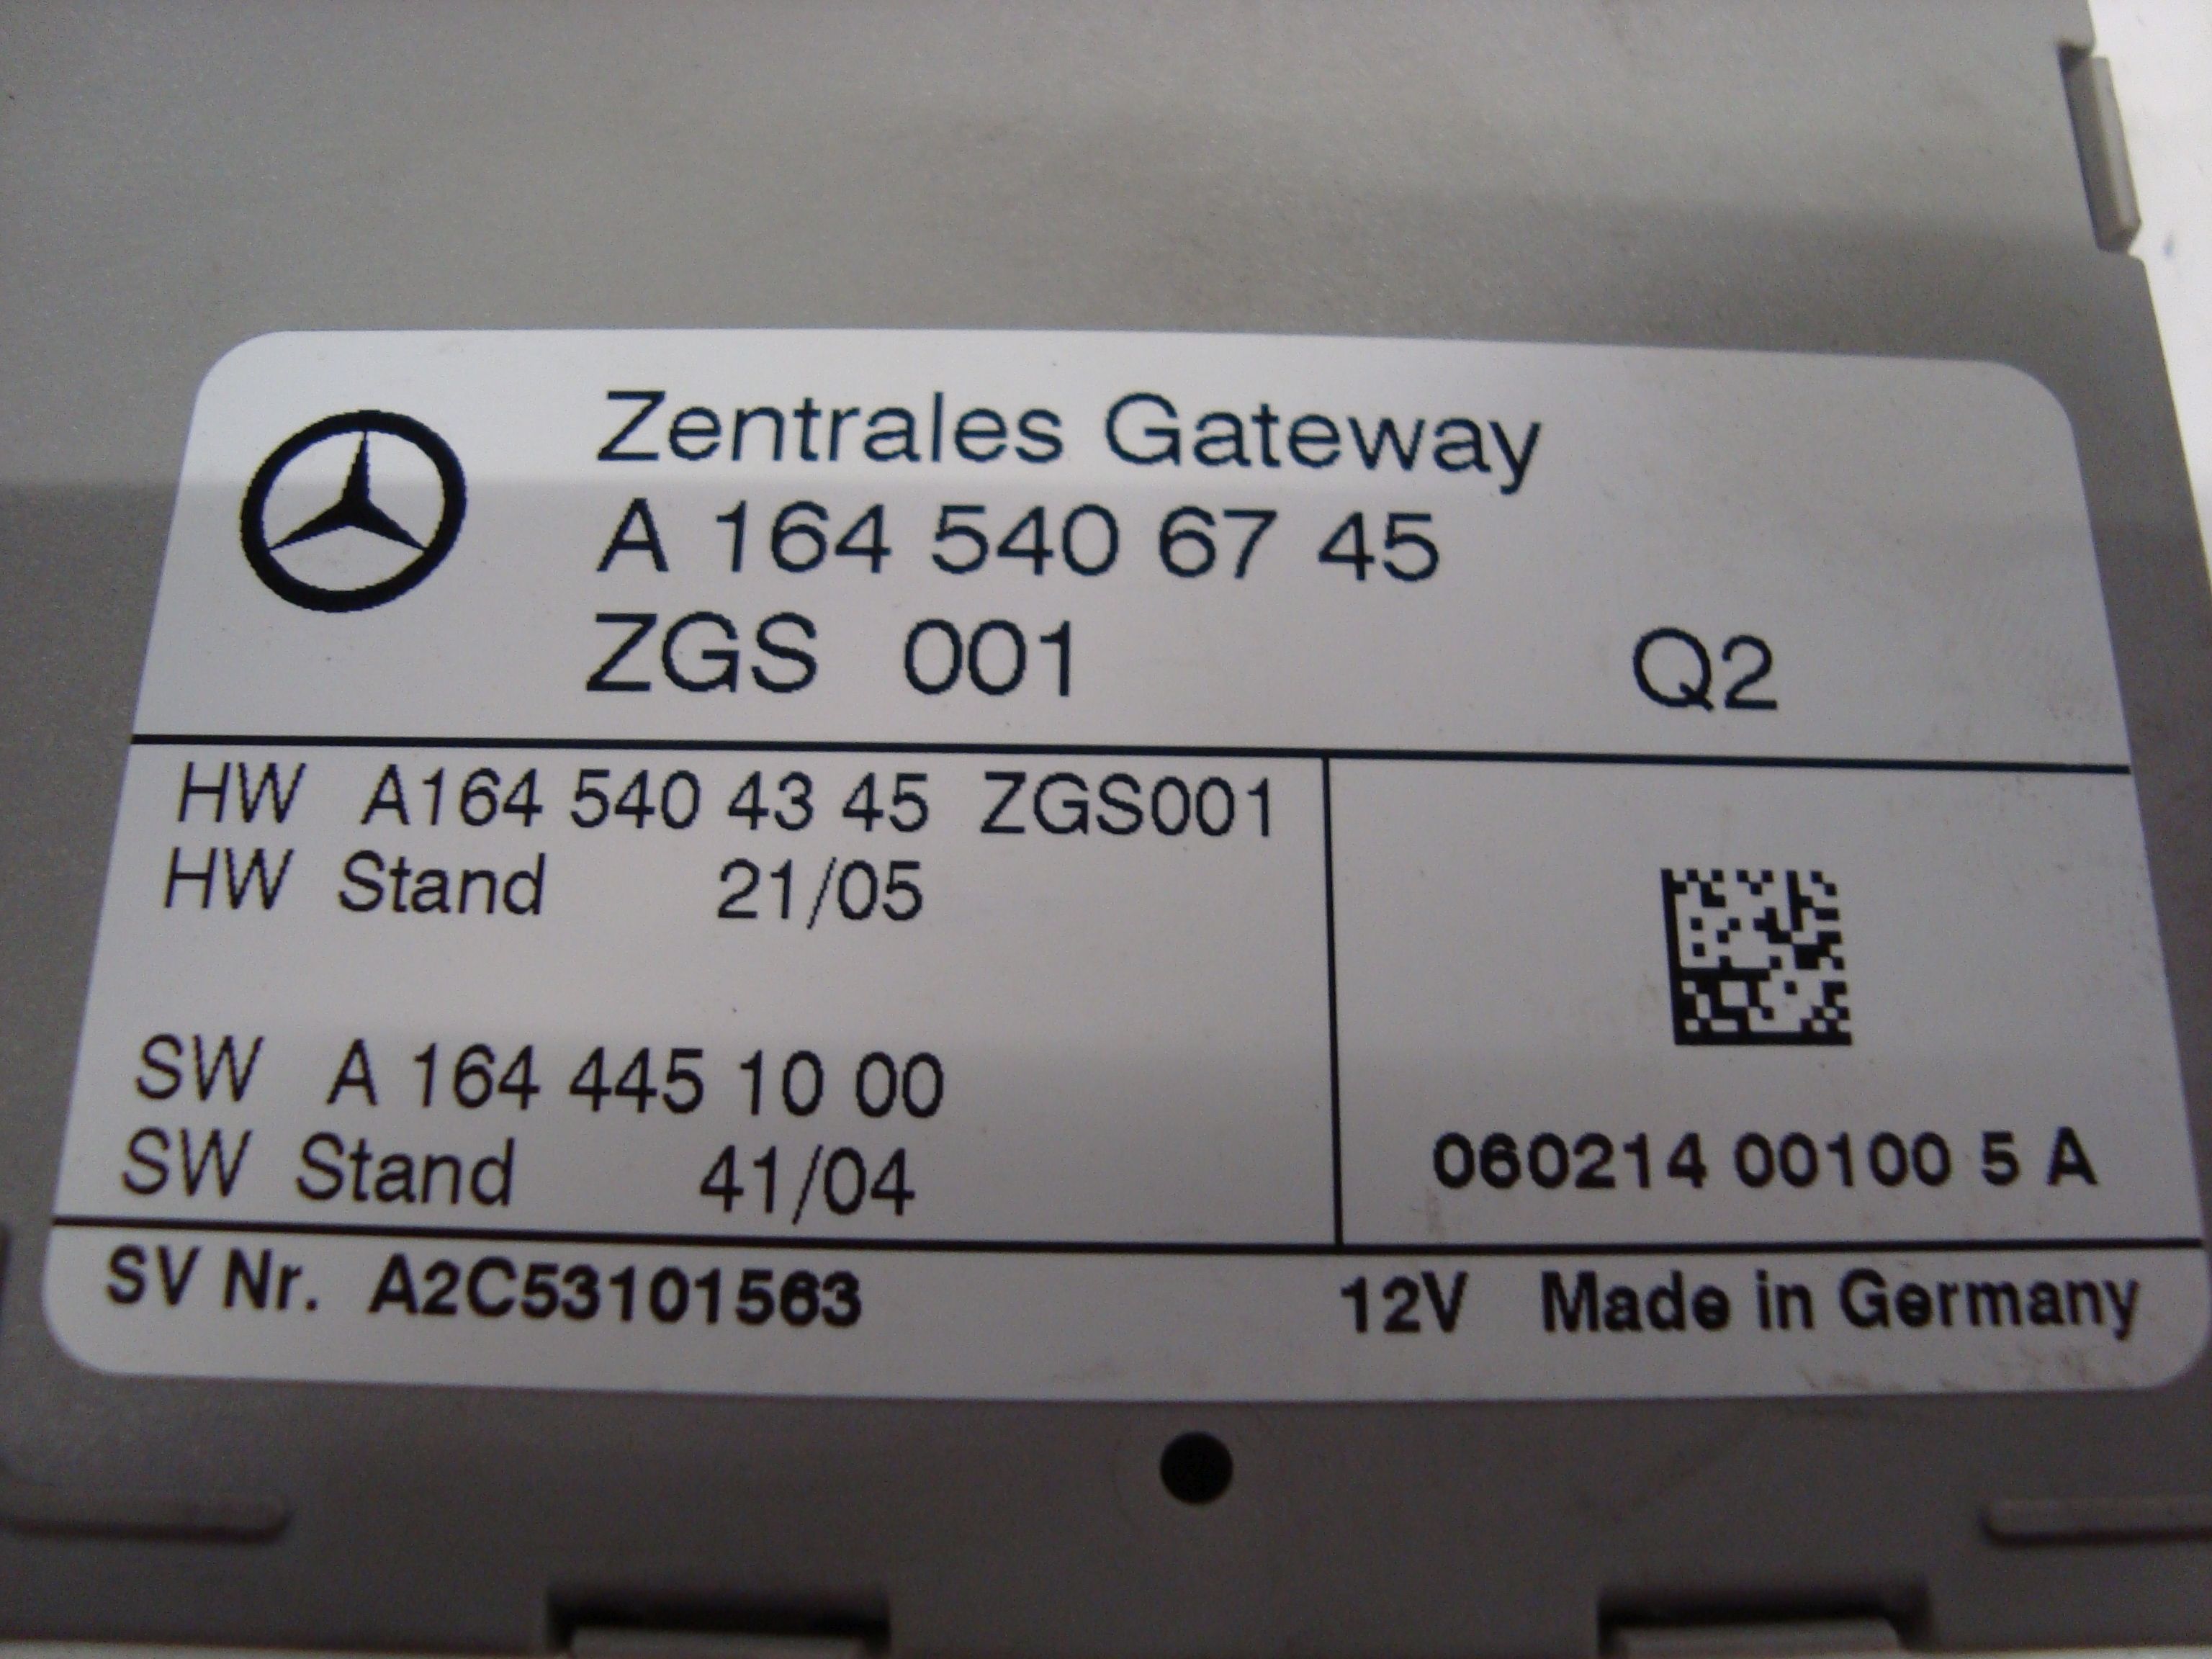 Zentrales Gateway
A 164 540 67 45
ZGS 001 Q2
HW A164 540 43 45 ZGS001
HW Stand 21/05
SW A 164 445 10 00
SW Stand 41/04
060214 00100 5 A
SV Nr. A2C53101563 12V Made in Germany